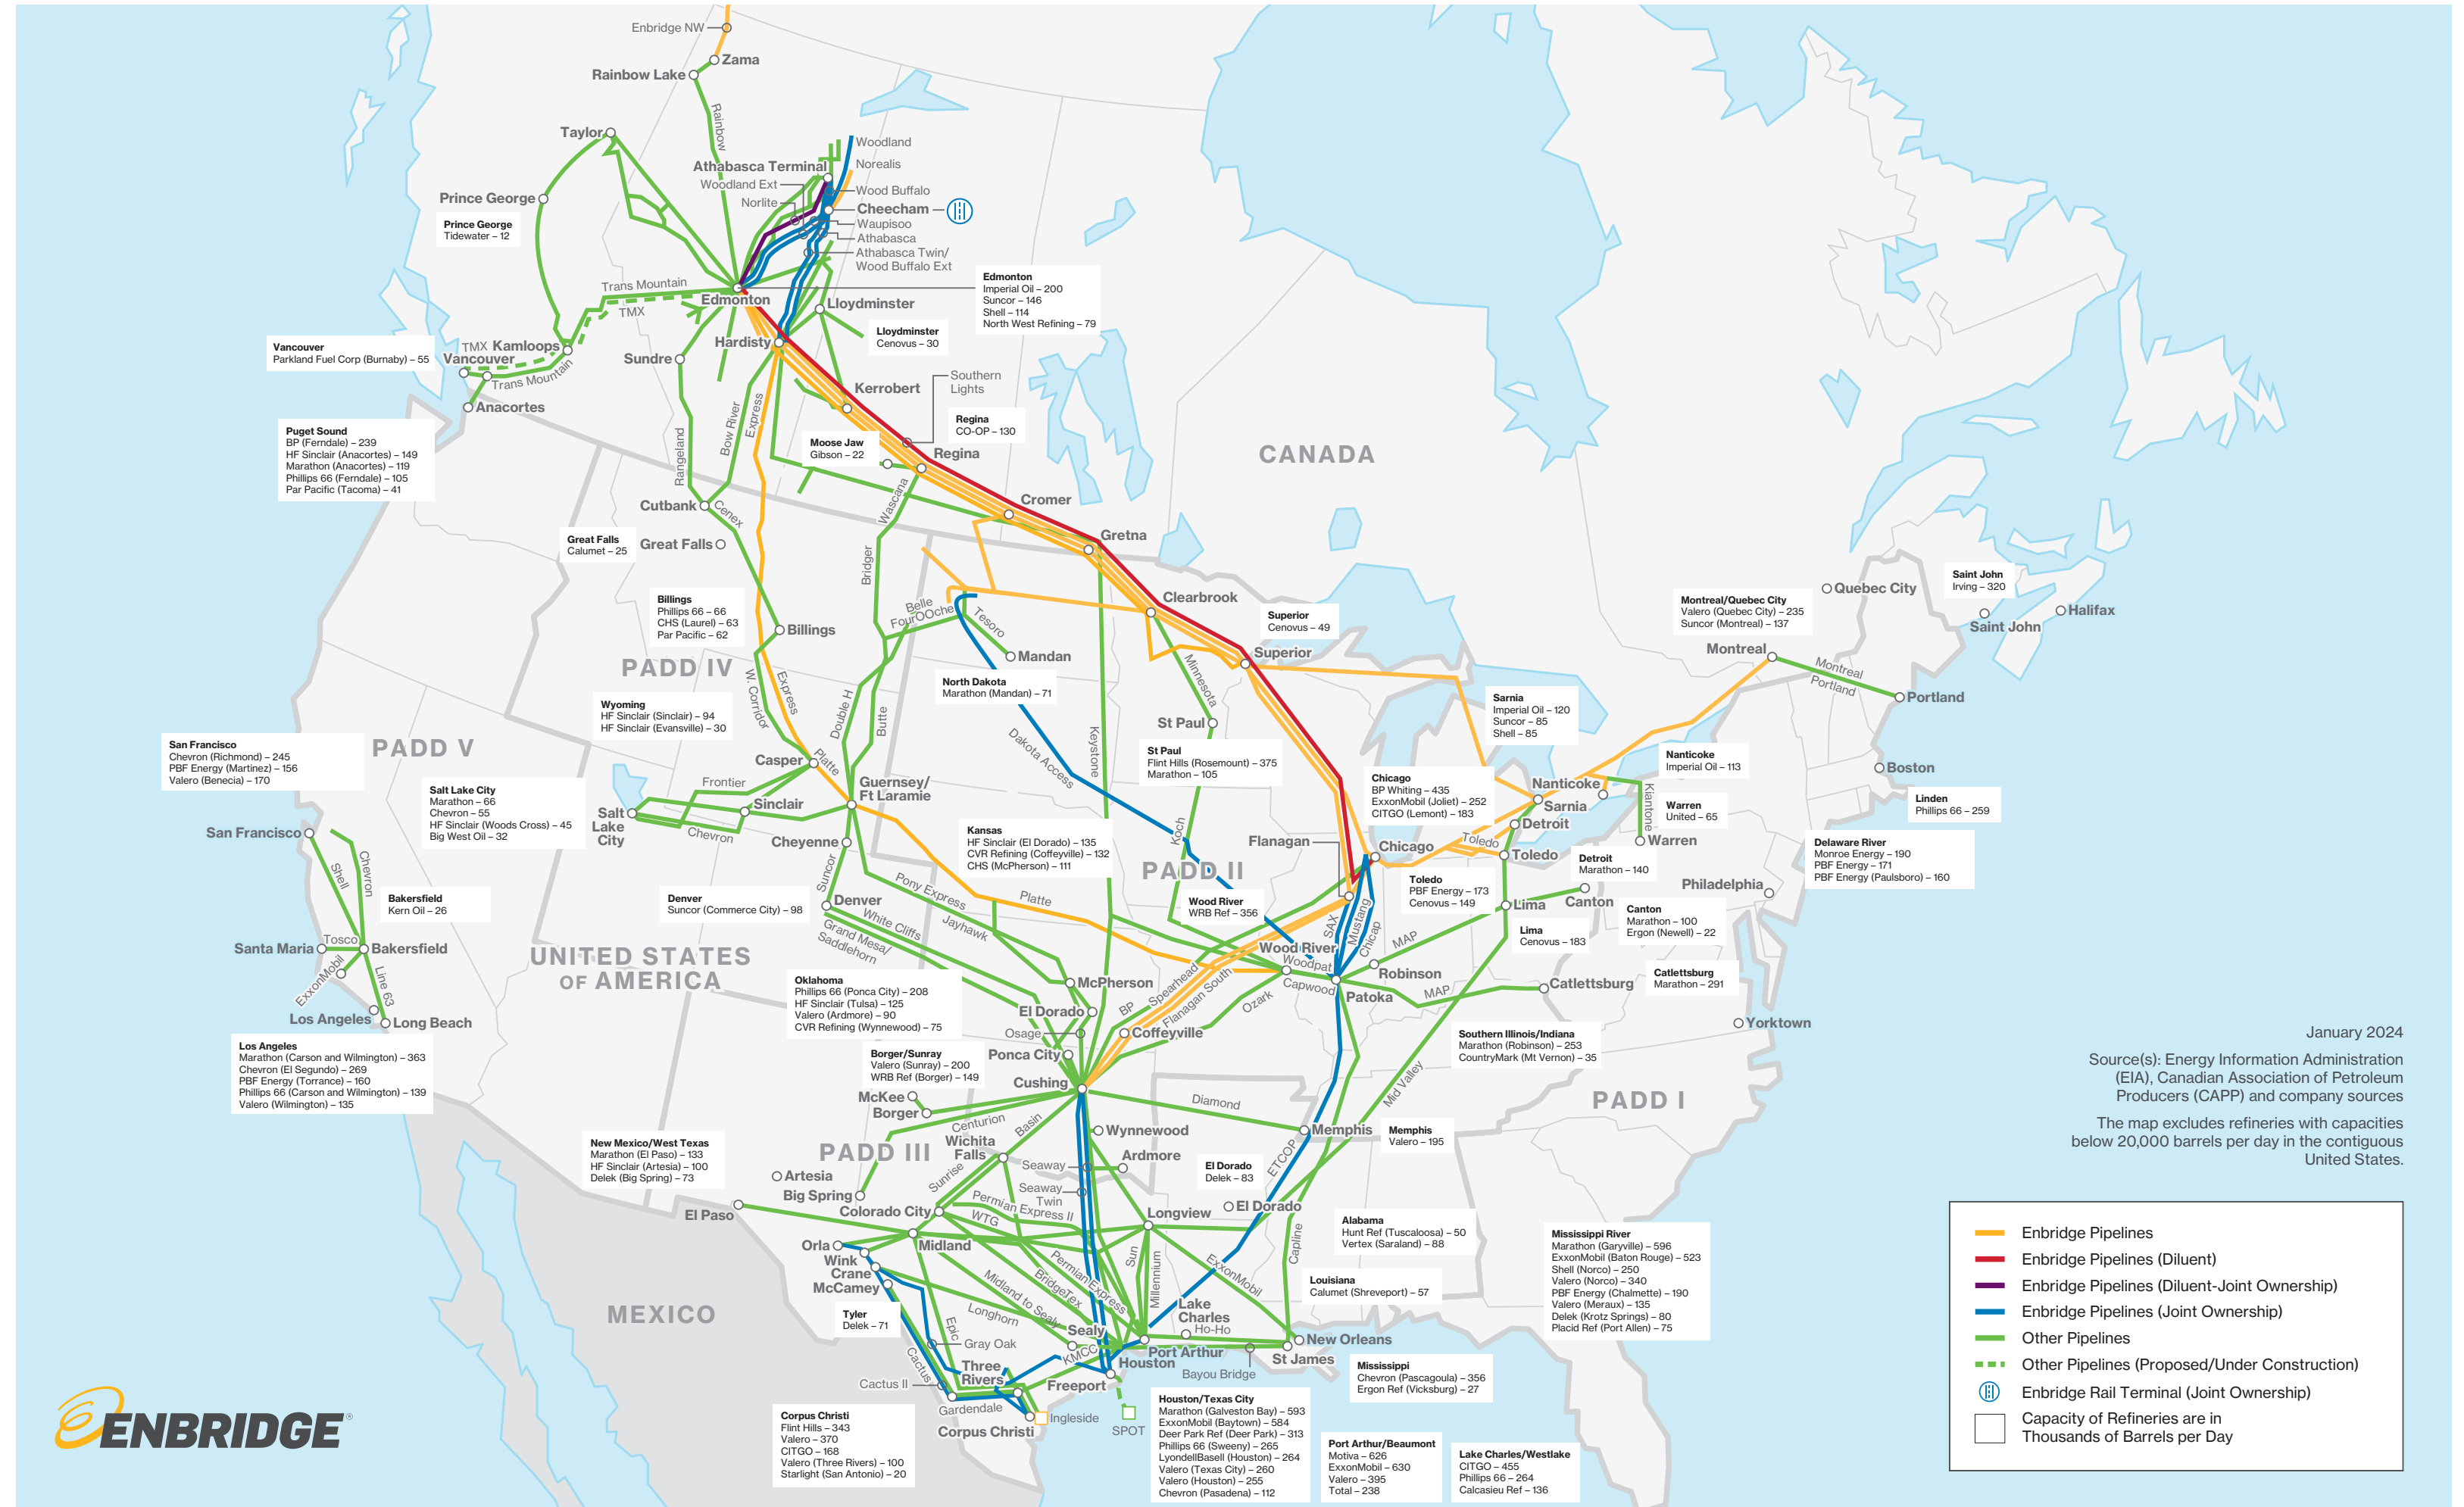 Enbridge NW
Zama
Rainbow Lake
Rainbow
Taylor
Woodland
Norealis
Athabasca Terminal
Woodland Ext
Wood Buffalo
Norlite
Cheecham
Waupisoo
Athabasca
Athabasca Twin/
Wood Buffalo Ext
Prince George
Prince George
Tidewater – 12
Trans Mountain
TMX
Edmonton
Edmonton
Imperial Oil – 200
Suncor – 146
Shell – 114
North West Refining – 79
Lloydminster
Lloydminster
Cenovus – 30
Hardisty
Sundre
Vancouver
Parkland Fuel Corp (Burnaby) – 55
TMX
Kamloops
Vancouver
Trans Mountain
Anacortes
Kerrobert
Southern
Lights
Regina
CO-OP – 130
Moose Jaw
Gibson – 22
Regina
Bow River
Express
Rangeland
Puget Sound
BP (Ferndale) – 239
HF Sinclair (Anacortes) – 149
Marathon (Anacortes) – 119
Phillips 66 (Ferndale) – 105
Par Pacific (Tacoma) – 41
CANADA
Cromer
Gretna
Wascana
Cutbank
Cenex
Great Falls
Calumet – 25
Great Falls
Bridger
Clearbrook
Billings
Phillips 66 – 66
CHS (Laurel) – 63
Par Pacific – 62
Billings
Belle
Four
OOche
Tesoro
Mandan
Superior
Cenovus – 49
Superior
Minnesota
Montreal/Quebec City
Valero (Quebec City) – 235
Suncor (Montreal) – 137
Quebec City
Saint John
Irving – 320
Saint John
Halifax
Montreal
Montreal
Portland
Portland
PADD IV
North Dakota
Marathon (Mandan) – 71
W. Corridor
Express
Double H
Butte
Wyoming
HF Sinclair (Sinclair) – 94
HF Sinclair (Evansville) – 30
St Paul
St Paul
Flint Hills (Rosemount) – 375
Marathon – 105
Sarnia
Imperial Oil – 120
Suncor – 85
Shell – 85
Dakota Access
Keystone
San Francisco
Chevron (Richmond) – 245
PBF Energy (Martinez) – 156
Valero (Benecia) – 170
PADD V
Casper
Platte
Guernsey/
Ft Laramie
Frontier
Sinclair
Salt
Lake
City
Chevron
Cheyenne
Salt Lake City
Marathon – 66
Chevron – 55
HF Sinclair (Woods Cross) – 45
Big West Oil – 32
Chicago
BP Whiting – 435
ExxonMobil (Joliet) – 252
CITGO (Lemont) – 183
Nanticoke
Imperial Oil – 113
Nanticoke
Sarnia
Kiantone
Warren
United – 65
Warren
Boston
Linden
Phillips 66 – 259
Detroit
Toledo
Toledo
Detroit
Marathon – 140
Delaware River
Monroe Energy – 190
PBF Energy – 171
PBF Energy (Paulsboro) – 160
Philadelphia
San Francisco
Shell
Chevron
Kansas
HF Sinclair (El Dorado) – 135
CVR Refining (Coffeyville) – 132
CHS (McPherson) – 111
Koch
PADD II
Flanagan
Chicago
Toledo
PBF Energy – 173
Cenovus – 149
Suncor
Pony Express
Platte
Bakersfield
Kern Oil – 26
Denver
Suncor (Commerce City) – 98
Denver
White Cliffs
Grand Mesa/
Saddlehorn
Jayhawk
Wood River
WRB Ref – 356
SAX
Mustang
Chicap
MAP
Lima
Canton
Lima
Cenovus – 183
Canton
Marathon – 100
Ergon (Newell) – 22
Santa Maria
Tosco
Bakersfield
ExxonMobil
Line 63
Los Angeles
Long Beach
UNITED STATES
OF AMERICA
Wood River
Woodpat
Capwood
Patoka
Robinson
MAP
Catlettsburg
Catlettsburg
Marathon – 291
McPherson
El Dorado
Osage
Ponca City
BP
Spearhead
Flanagan South
Ozark
Coffeyville
Cushing
Yorktown
Oklahoma
Phillips 66 (Ponca City) – 208
HF Sinclair (Tulsa) – 125
Valero (Ardmore) – 90
CVR Refining (Wynnewood) – 75
Los Angeles
Marathon (Carson and Wilmington) – 363
Chevron (El Segundo) – 269
PBF Energy (Torrance) – 160
Phillips 66 (Carson and Wilmington) – 139
Valero (Wilmington) – 135
Borger/Sunray
Valero (Sunray) – 200
WRB Ref (Borger) – 149
McKee
Borger
Southern Illinois/Indiana
Marathon (Robinson) – 253
CountryMark (Mt Vernon) – 35
Mid Valley
January 2024
Source(s): Energy Information Administration
(EIA), Canadian Association of Petroleum
Producers (CAPP) and company sources
The map excludes refineries with capacities
below 20,000 barrels per day in the contiguous
United States.
PADD I
Diamond
Centurion
Basin
Wynnewood
Memphis
Memphis
Valero – 195
New Mexico/West Texas
Marathon (El Paso) – 133
HF Sinclair (Artesia) – 100
Delek (Big Spring) – 73
PADD III
Wichita
Falls
Seaway
Ardmore
Seaway
Twin
El Dorado
Delek – 83
ETCOP
Artesia
Big Spring
Sunrise
Colorado City
El Paso
Permian Express II
WTG
Longview
El Dorado
Capline
Alabama
Hunt Ref (Tuscaloosa) – 50
Vertex (Saraland) – 88
Mississippi River
Marathon (Garyville) – 596
ExxonMobil (Baton Rouge) – 523
Shell (Norco) – 250
Valero (Norco) – 340
PBF Energy (Chalmette) – 190
Valero (Meraux) – 135
Delek (Krotz Springs) – 80
Placid Ref (Port Allen) – 75
Orla
Wink
Crane
McCamey
Midland
Permian Express
BridgeTex
Midland to Sealy
Longhorn
Sun
Millennium
ExxonMobil
Louisiana
Calumet (Shreveport) – 57
MEXICO
Tyler
Delek – 71
Epic
Gray Oak
Cactus
Cactus II
Three
Rivers
Gardendale
Sealy
KMCC
Lake
Charles
Ho-Ho
Port Arthur
Houston
Freeport
Bayou Bridge
New Orleans
St James
Mississippi
Chevron (Pascagoula) – 356
Ergon Ref (Vicksburg) – 27
Corpus Christi
Ingleside
SPOT
Corpus Christi
Flint Hills – 343
Valero – 370
CITGO – 168
Valero (Three Rivers) – 100
Starlight (San Antonio) – 20
Houston/Texas City
Marathon (Galveston Bay) – 593
ExxonMobil (Baytown) – 584
Deer Park Ref (Deer Park) – 313
Phillips 66 (Sweeny) – 265
LyondellBasell (Houston) – 264
Valero (Texas City) – 260
Valero (Houston) – 255
Chevron (Pasadena) – 112
Port Arthur/Beaumont
Motiva – 626
ExxonMobil – 630
Valero – 395
Total – 238
Lake Charles/Westlake
CITGO – 455
Phillips 66 – 264
Calcasieu Ref – 136
Enbridge Pipelines
Enbridge Pipelines (Diluent)
Enbridge Pipelines (Diluent-Joint Ownership)
Enbridge Pipelines (Joint Ownership)
Other Pipelines
Other Pipelines (Proposed/Under Construction)
Enbridge Rail Terminal (Joint Ownership)
Capacity of Refineries are in
Thousands of Barrels per Day
ENBRIDGE®